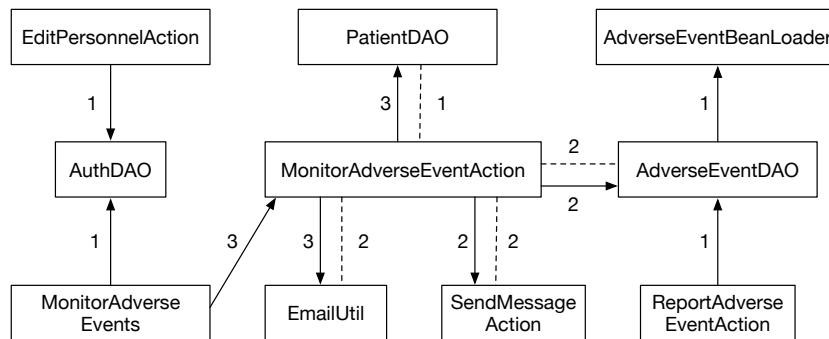 EditPersonnelAction
PatientDAO
AdverseEventBeanLoader
1
3
1
1
AuthDAO
MonitorAdverseEventAction
2
2
AdverseEventDAO
1
3
3
2
2
2
1
MonitorAdverse
Events
EmailUtil
SendMessage
Action
ReportAdverse
EventAction